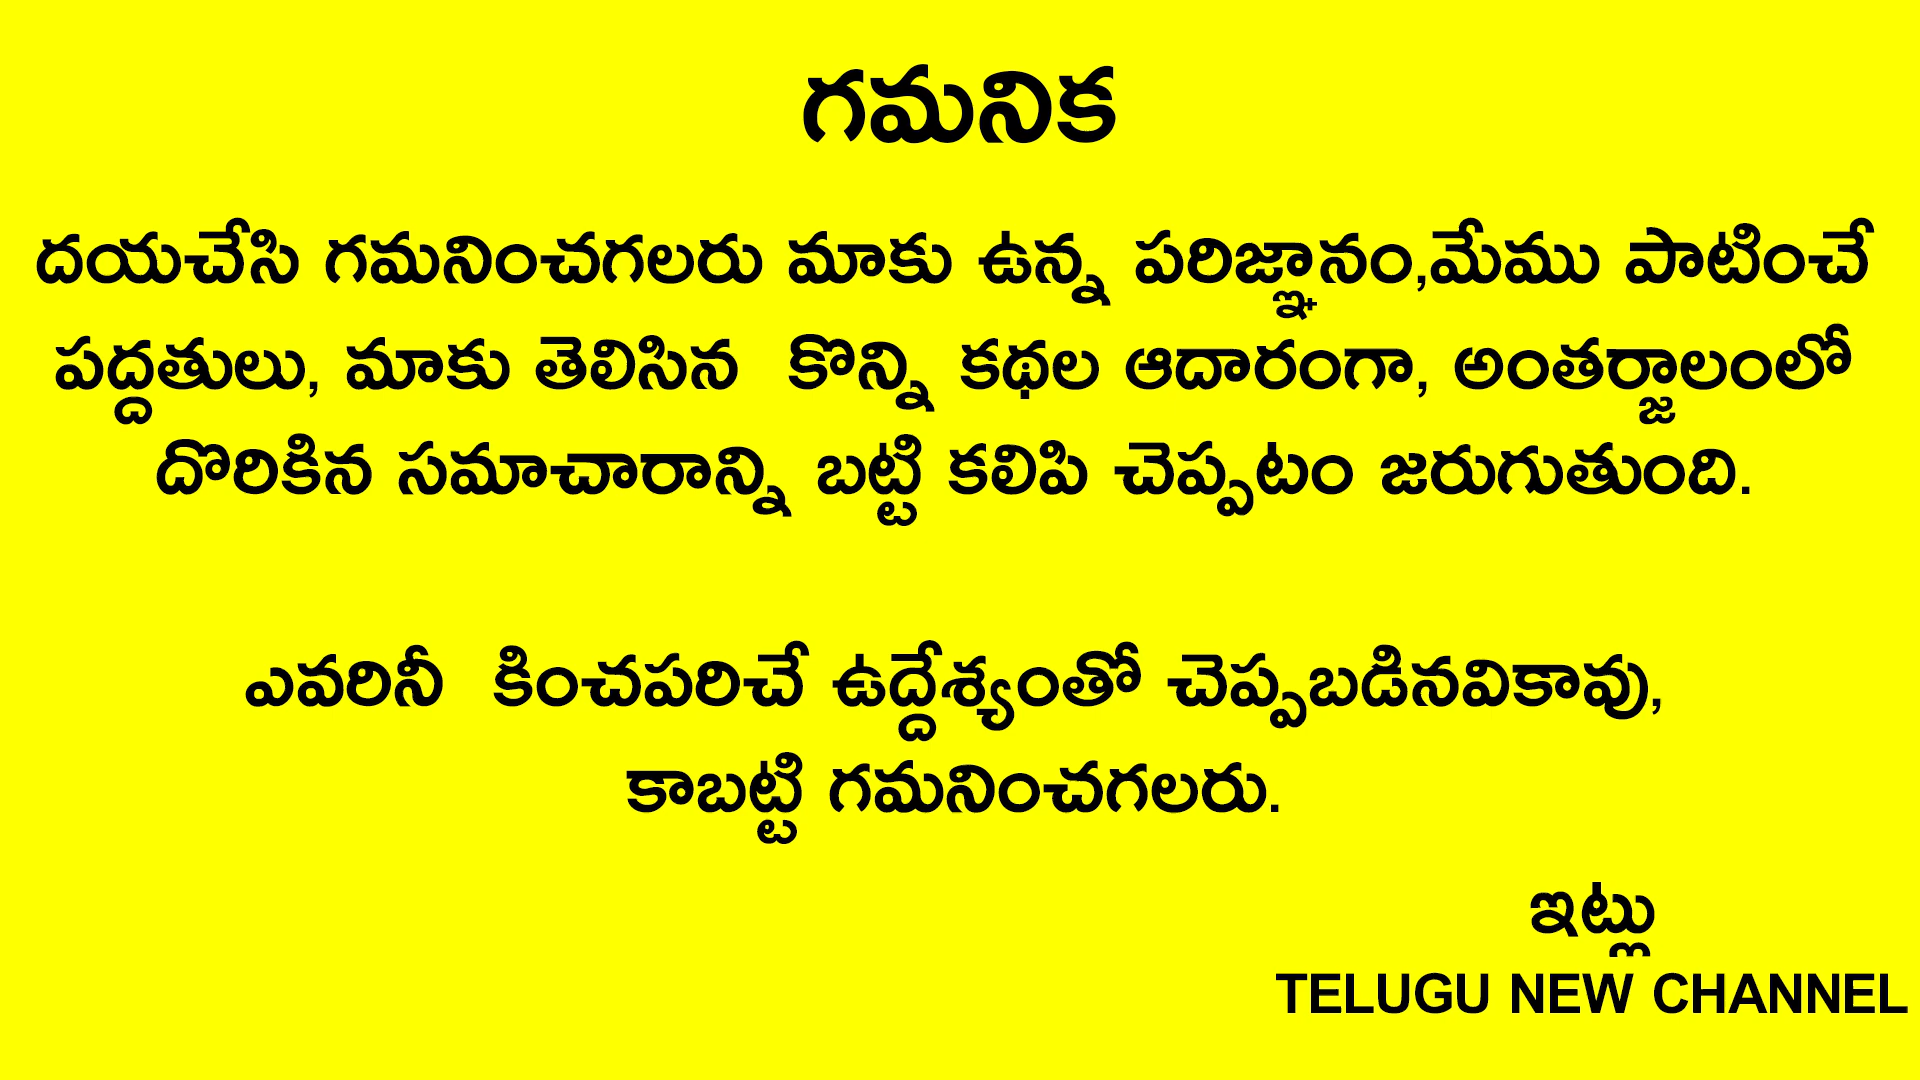 గమనిక
దయచేసి గమనించగలరు మాకు ఉన్న పరిజ్ఞానం,మేము పాటించే
పద్దతులు, మాకు తెలిసిన కొన్ని కథల ఆదారంగా, అంతర్జాలంలో
దొరికిన సమాచారాన్ని బట్టి కలిపి చెప్పటం జరుగుతుంది.
ఎవరినీ కించపరిచే ఉద్దేశ్యంతో చెప్పబడినవికావు,
కాబట్టి గమనించగలరు.
ఇట్లు
TELUGU NEW CHANNEL